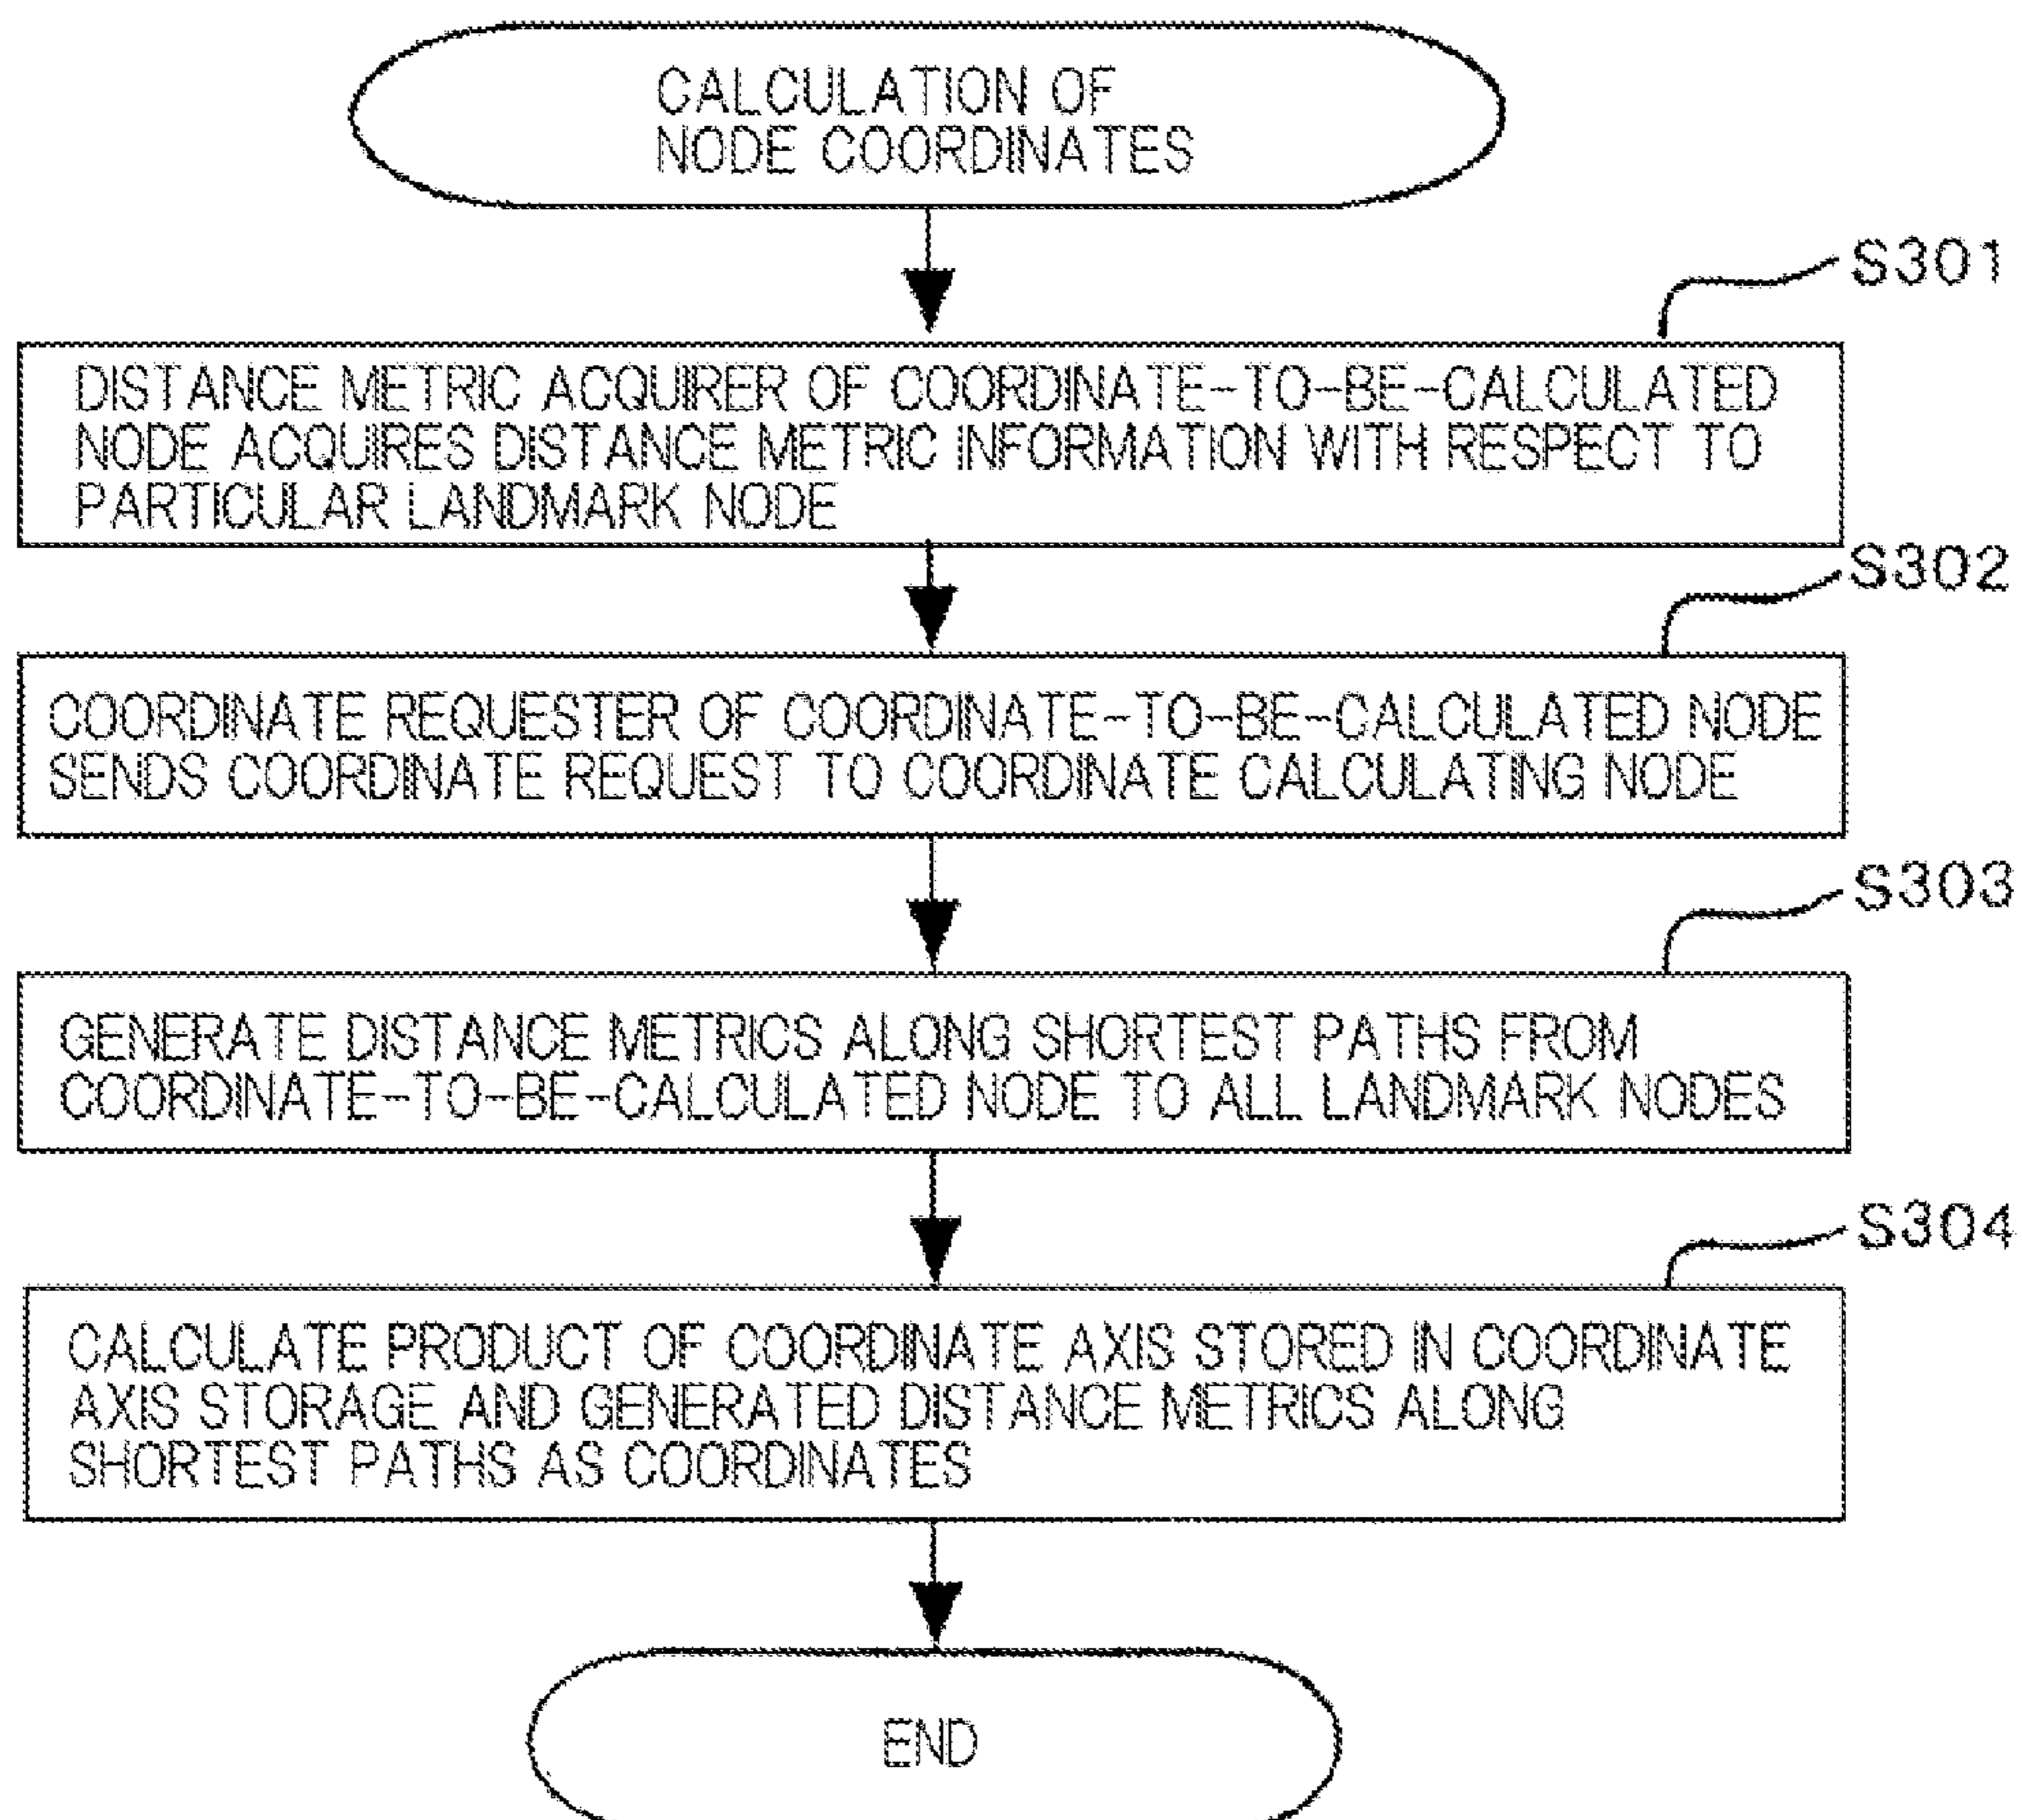 CALCULATION OF
NODE COORDINATES
S301
DISTANCE METRIC ACQUIRER OF COORDINATE-TO-BE-CALCULATED
NODE ACQUIRES DISTANCE METRIC INFORMATION WITH RESPECT TO
PARTICULAR LANDMARK NODE
S302
COORDINATE REQUESTER OF COORDINATE-TO-BE-CALCULATED NODE
SENDS COORDINATE REQUEST TO COORDINATE CALCULATING NODE
S303
GENERATE DISTANCE METRICS ALONG SHORTEST PATHS FROM
COORDINATE-TO-BE-CALCULATED NODE TO ALL LANDMARK NODES
S304
CALCULATE PRODUCT OF COORDINATE AXIS STORED IN COORDINATE
AXIS STORAGE AND GENERATED DISTANCE METRICS ALONG
SHORTEST PATHS AS COORDINATES
END